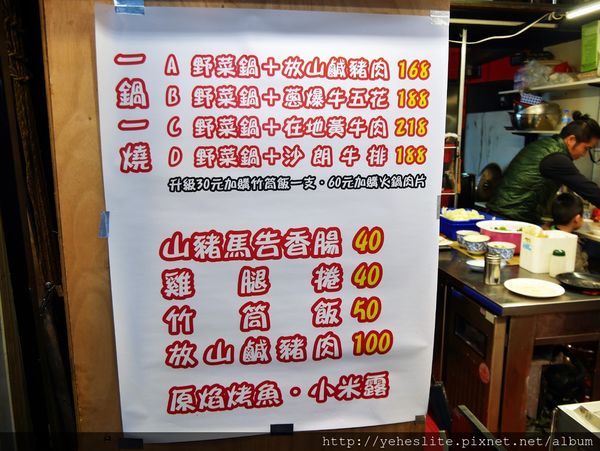 一鍋一燒
A 野菜鍋＋放山鹹豬肉 168
B 野菜鍋＋蔥爆牛五花 188
C 野菜鍋＋在地黃牛肉 218
D 野菜鍋＋沙朗牛排 188
升級30元加購竹筒飯一支·60元加購火鍋肉片
山豬馬告香腸 40
雞腿捲 40
竹筒飯 50
放山鹹豬肉 100
原焰烤魚·小米露
http://yeheslite.pixnet.net/album